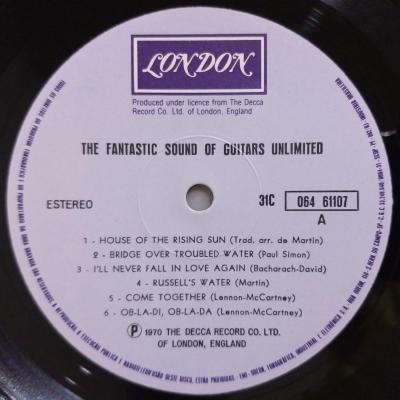 LONDON
Produced under licence from The Decca
Record Co. Ltd. of London, England
THE FANTASTIC SOUND OF GUITARS UNLIMITED
ESTEREO
31C 064 61107
A
1 - HOUSE OF THE RISING SUN (Trad. arr. de Martin)
2 - BRIDGE OVER TROUBLED WATER (Paul Simon)
3 - I'LL NEVER FALL IN LOVE AGAIN (Bacharach-David)
4 - RUSSELL'S WATER (Martin)
5 - COME TOGETHER (Lennon-McCartney)
6 - OB-LA-DI, OB-LA-DA (Lennon-McCartney)
Ⓟ 1970 THE DECCA RECORD CO. LTD.
OF LONDON, ENGLAND